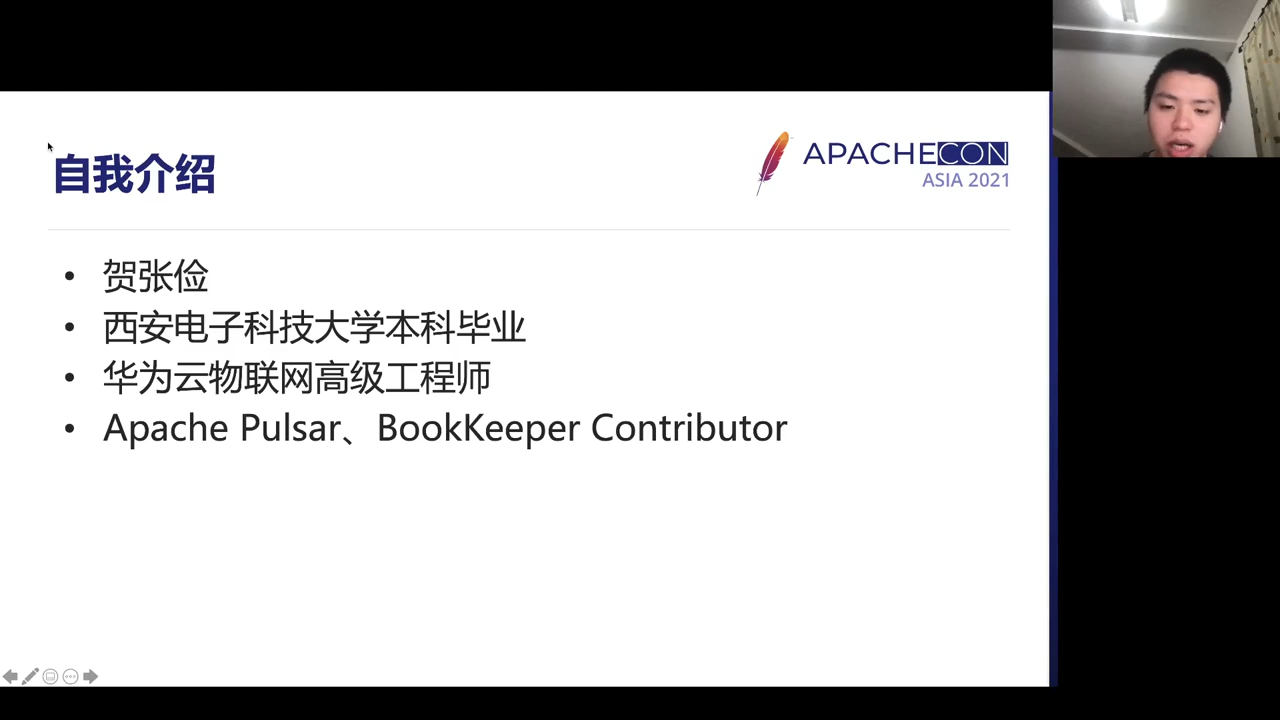 自我介绍
APACHECON
ASIA 2021
• 贺张俭
• 西安电子科技大学本科毕业
• 华为云物联网高级工程师
• Apache Pulsar、BookKeeper Contributor